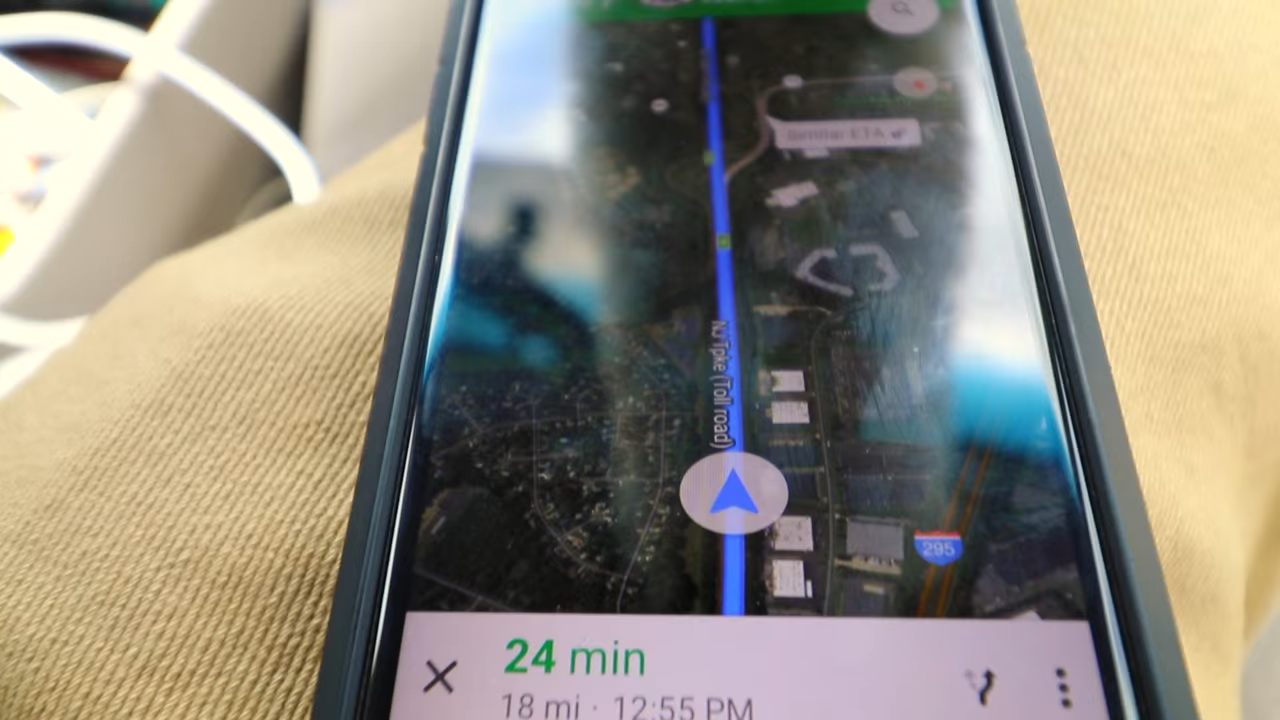 Similar ETA
NJ Tpke (Toll road)
295
24 min
18 mi · 12:55 PM